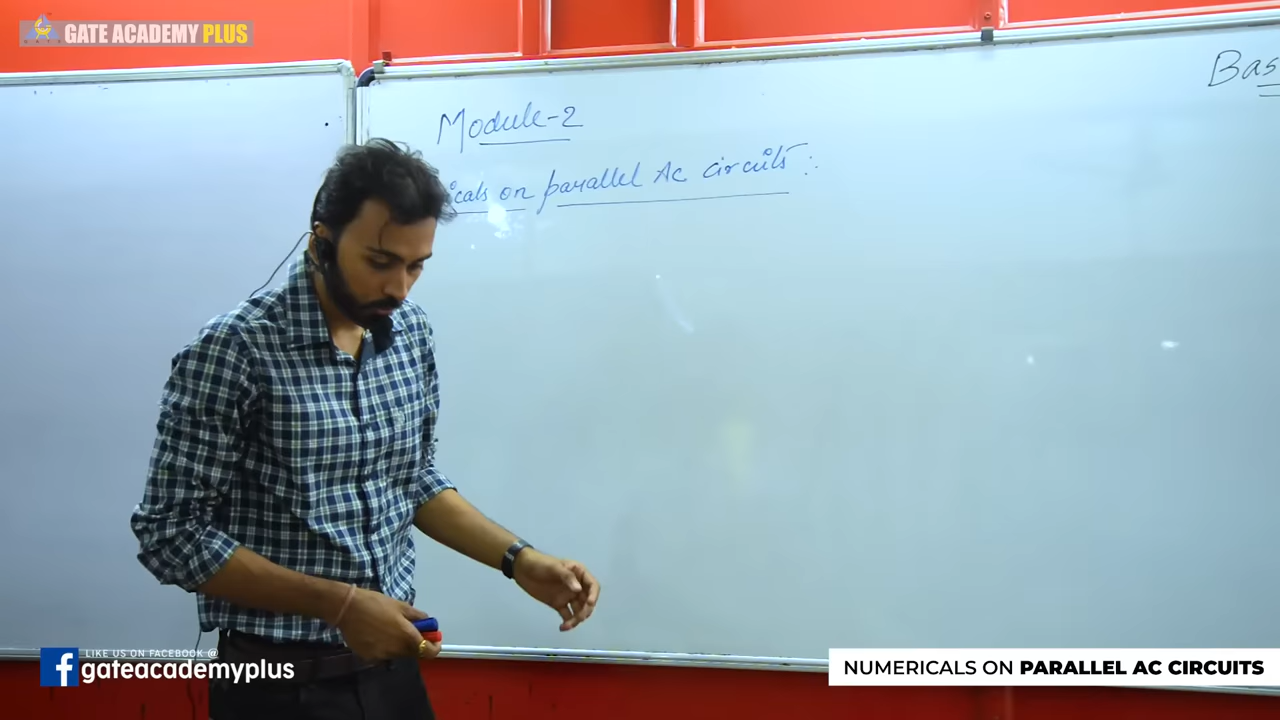 GATE ACADEMY PLUS
Module-2
icals on parallel Ac circuits :
Bas
LIKE US ON FACEBOOK @
gateacademyplus
NUMERICALS ON PARALLEL AC CIRCUITS